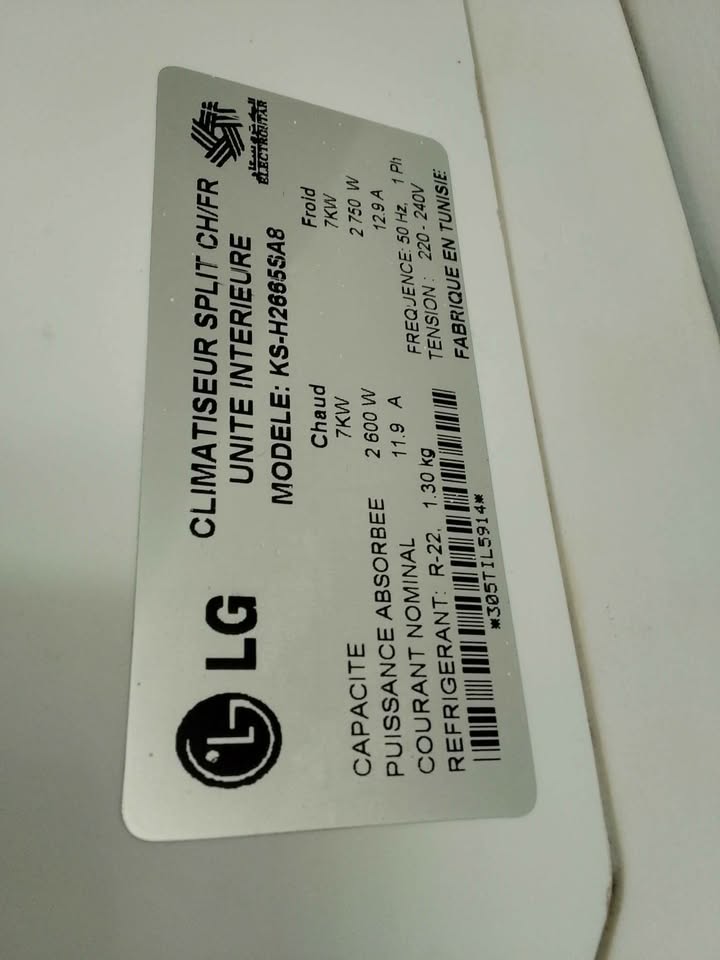 LG
CLIMATISEUR SPLIT CH/FR
UNITE INTERIEURE
MODELE: KS-H2665SA8
ELECTROSTAR
Chaud Froid
CAPACITE 7KW 7KW
PUISSANCE ABSORBEE 2 600 W 2 750 W
COURANT NOMINAL 11.9 A 12.9 A
REFRIGERANT: R-22, 1.30 kg
FREQUENCE: 50 Hz, 1 Ph
TENSION : 220 - 240V
FABRIQUE EN TUNISIE:
*305TIL5914*